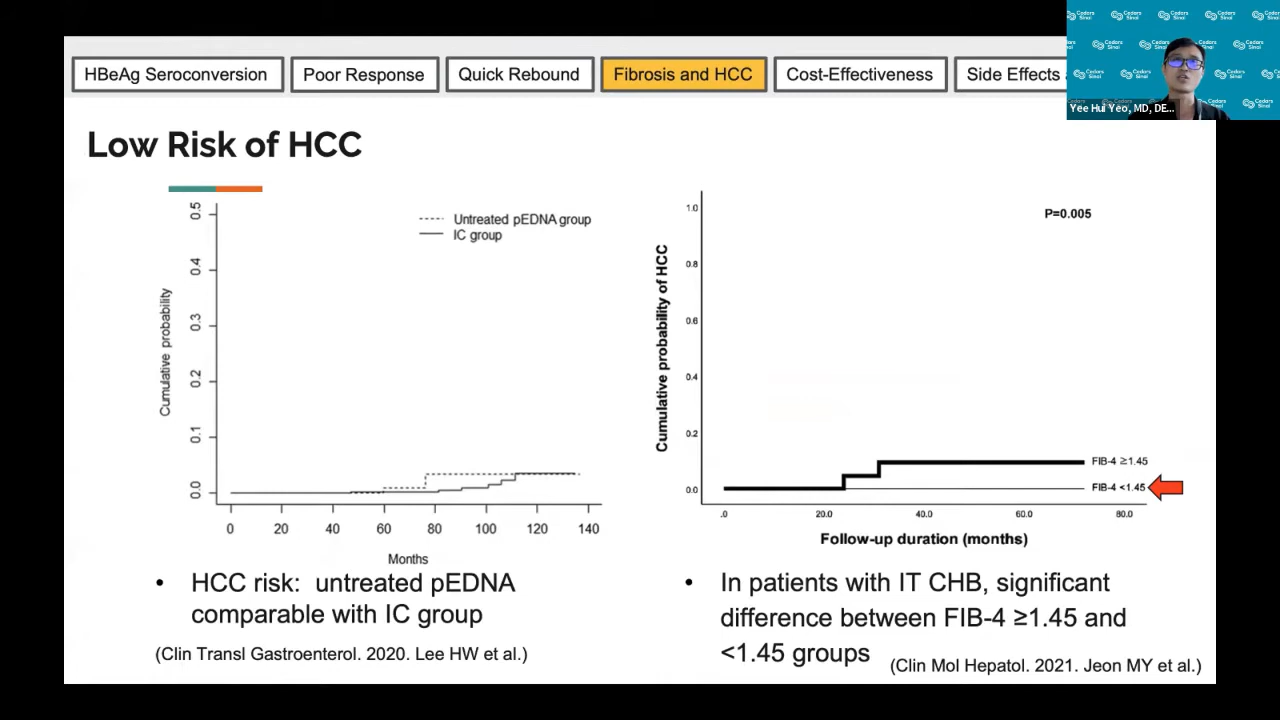 HBeAg Seroconversion
Poor Response
Quick Rebound
Fibrosis and HCC
Cost-Effectiveness
Side Effects
Cedars Sinai
Yee Hui Yeo, MD, DE...
Low Risk of HCC
Untreated pEDNA group
IC group
Cumulative probability
0.5
0.4
0.3
0.2
0.1
0.0
0 20 40 60 80 100 120 140
Months
P=0.005
Cumulative probability of HCC
1.0
0.8
0.6
0.4
0.2
0.0
FIB-4 ≥1.45
FIB-4 <1.45
.0 20.0 40.0 60.0 80.0
Follow-up duration (months)
• HCC risk: untreated pEDNA
comparable with IC group
(Clin Transl Gastroenterol. 2020. Lee HW et al.)
• In patients with IT CHB, significant
difference between FIB-4 ≥1.45 and
<1.45 groups
(Clin Mol Hepatol. 2021. Jeon MY et al.)